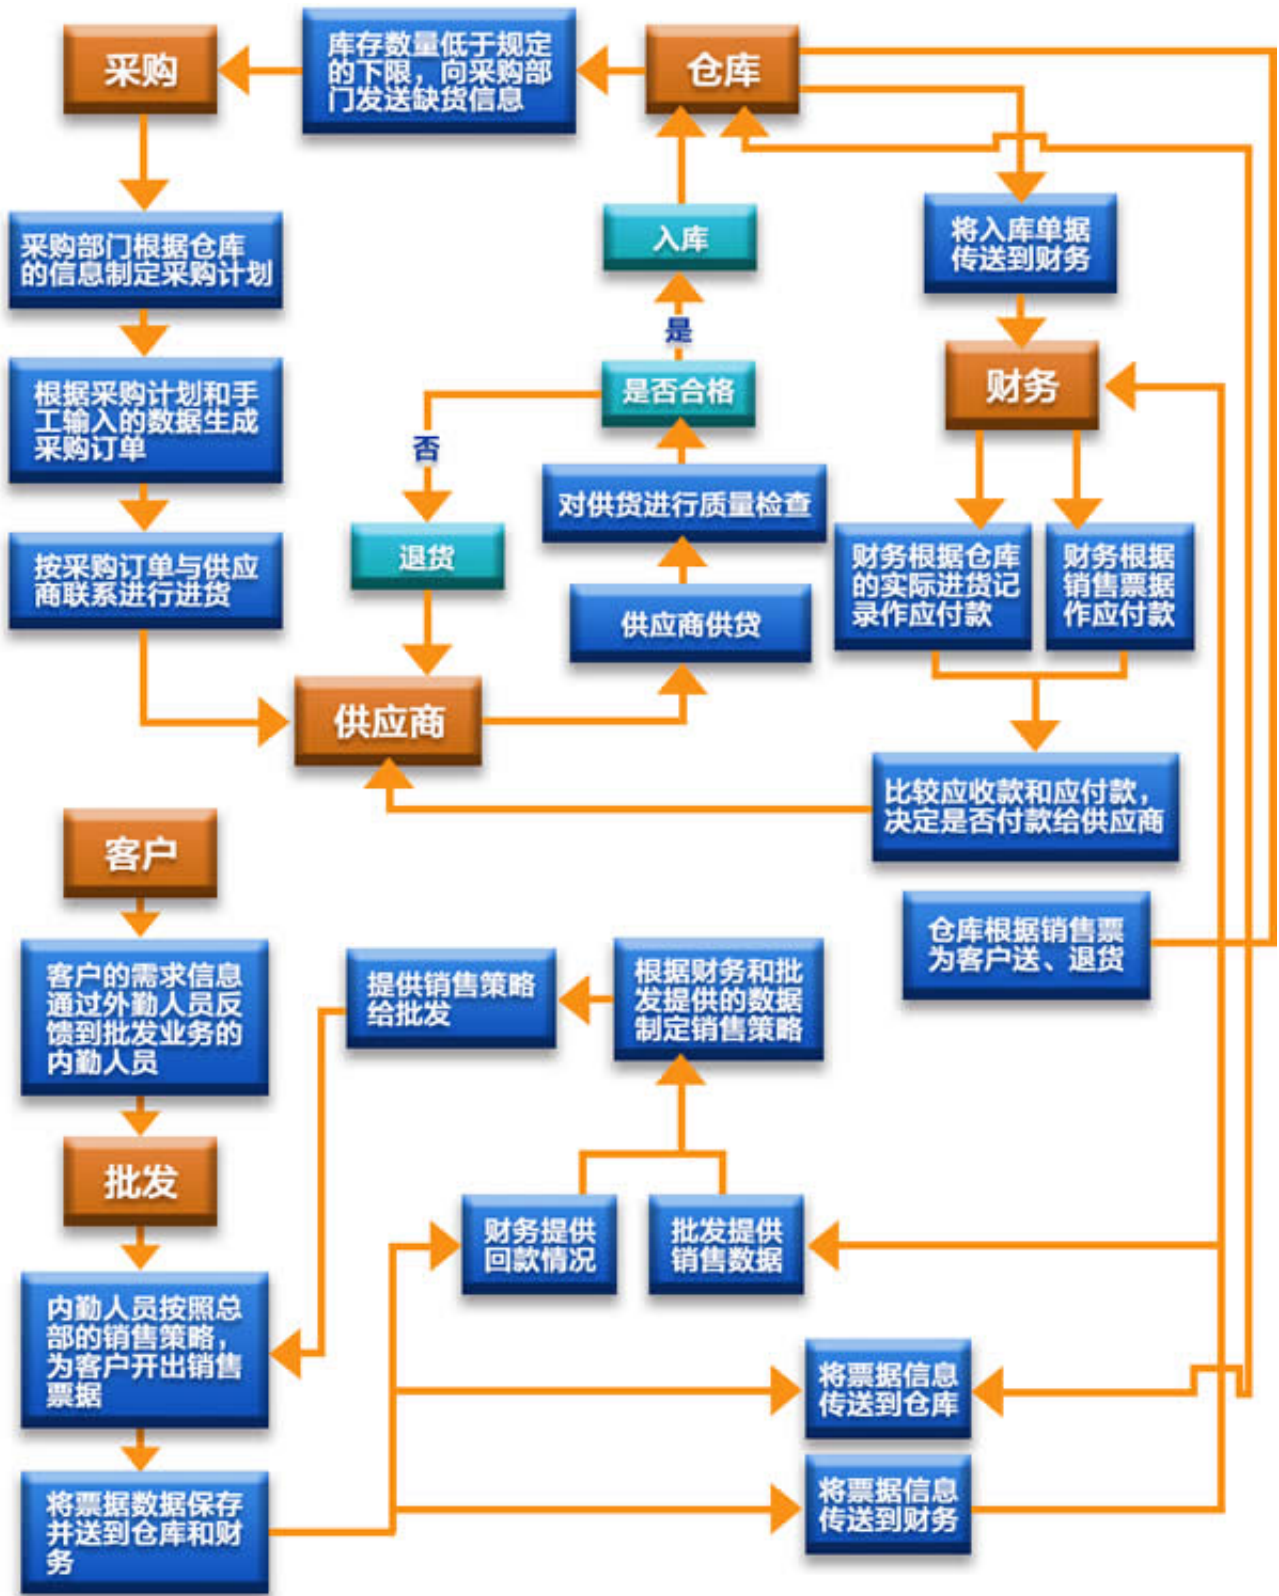 采购
库存数量低于规定
的下限，向采购部
门发送缺货信息
仓库
采购部门根据仓库
的信息制定采购计划
入库
将入库单据
传送到财务
是
根据采购计划和手
工输入的数据生成
采购订单
是否合格
财务
否
对供货进行质量检查
按采购订单与供应
商联系进行进货
退货
财务根据仓库
的实际进货记
录作应付款
财务根据
销售票据
作应付款
供应商供贷
供应商
比较应收款和应付款，
决定是否付款给供应商
客户
仓库根据销售票
为客户送、退货
客户的需求信息
通过外勤人员反
馈到批发业务的
内勤人员
提供销售策略
给批发
根据财务和批
发提供的数据
制定销售策略
批发
财务提供
回款情况
批发提供
销售数据
内勤人员按照总
部的销售策略，
为客户开出销售
票据
将票据信息
传送到仓库
将票据数据保存
并送到仓库和财
务
将票据信息
传送到财务